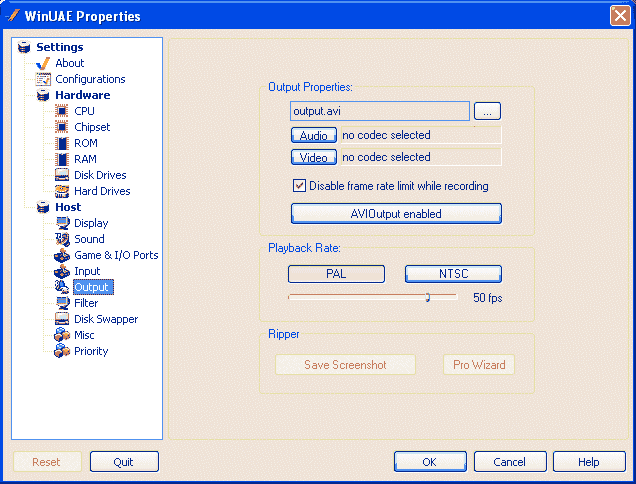 WinUAE Properties
Settings
About
Configurations
Hardware
CPU
Chipset
ROM
RAM
Disk Drives
Hard Drives
Host
Display
Sound
Game & I/O Ports
Input
Output
Filter
Disk Swapper
Misc
Priority
Output Properties:
output.avi
...
Audio no codec selected
Video no codec selected
Disable frame rate limit while recording
AVIOutput enabled
Playback Rate:
PAL NTSC
50 fps
Ripper
Save Screenshot Pro Wizard
Reset Quit OK Cancel Help